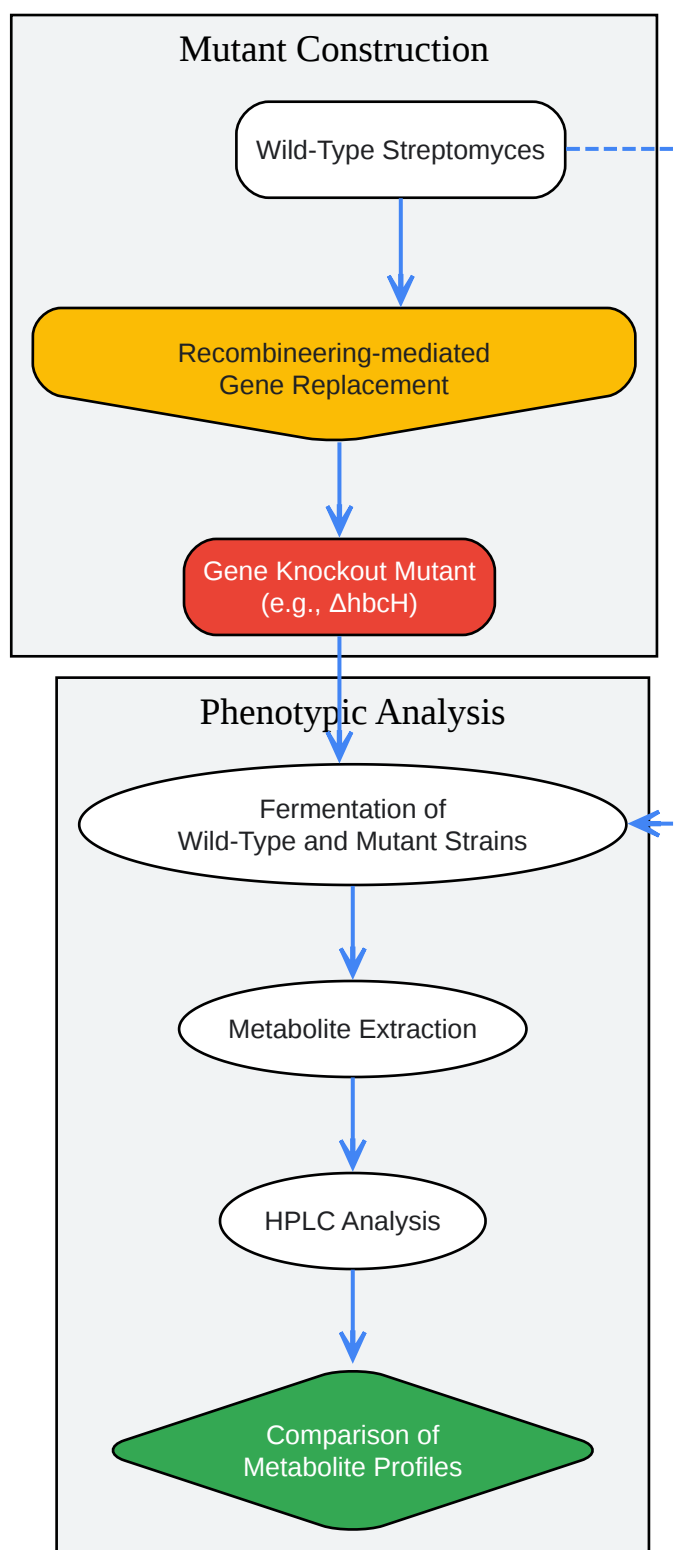 Mutant Construction
Wild-Type Streptomyces
Recombineering-mediated
Gene Replacement
Gene Knockout Mutant
(e.g., ΔhbcH)
Phenotypic Analysis
Fermentation of
Wild-Type and Mutant Strains
Metabolite Extraction
HPLC Analysis
Comparison of
Metabolite Profiles